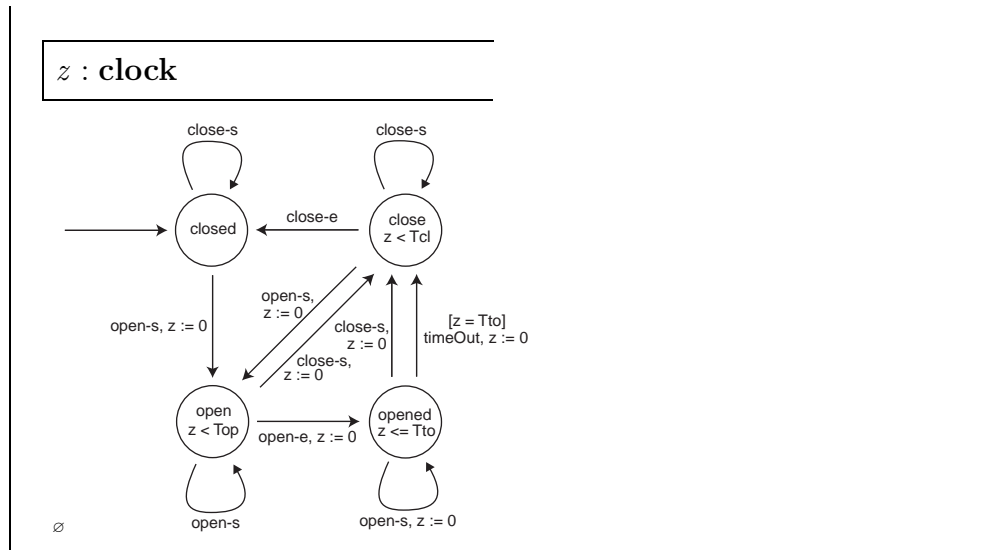 z : clock
close-s
close-s
closed
close-e
close
z < Tcl
open-s,
z := 0
open-s, z := 0
close-s,
z := 0
[z = Tto]
timeOut, z := 0
close-s,
z := 0
open
z < Top
opened
z <= Tto
open-e, z := 0
open-s
open-s, z := 0
∅